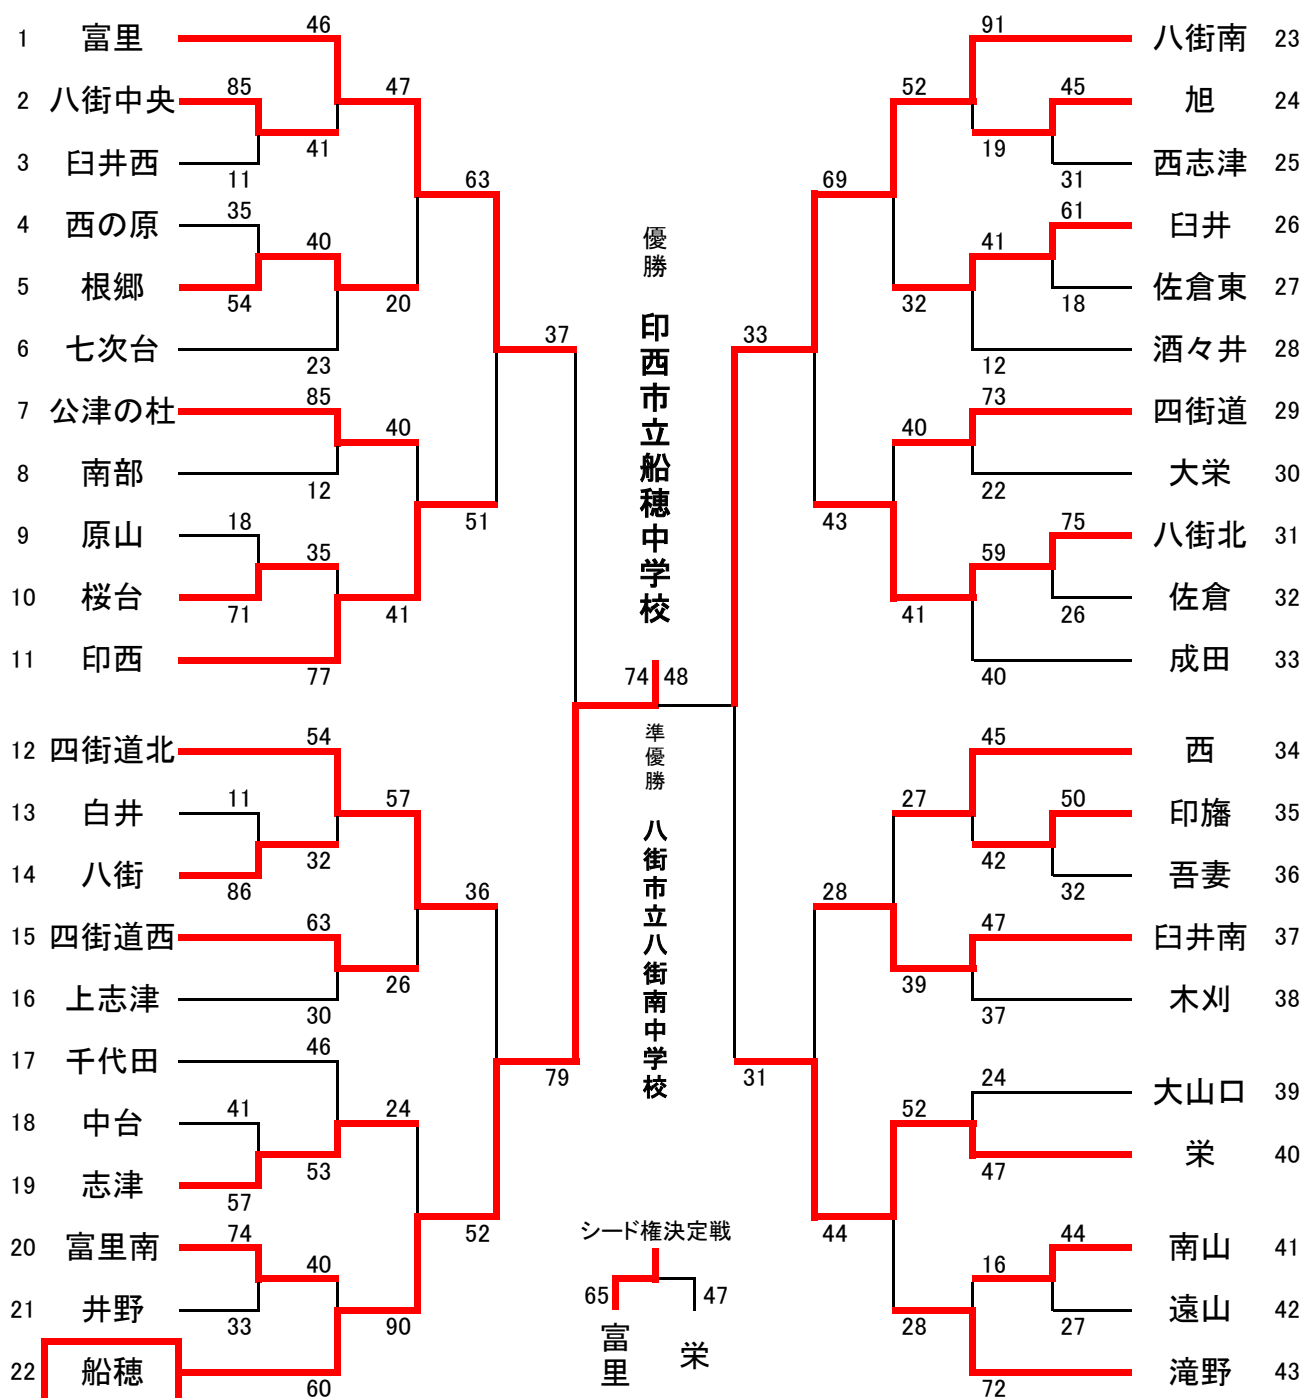 1 富里 46
2 八街中央 85 47
41
3 臼井西 11 63
4 西の原 35
40
5 根郷 54 20
6 七次台 23 37
7 公津の杜 85
40
8 南部 12
51
9 原山 18
35
10 桜台 71 41
11 印西 77
12 四街道北 54
13 白井 11 57
32
14 八街 86
36
15 四街道西 63
26
16 上志津 30
17 千代田 46
79
18 中台 41 24
53
19 志津 57
52
20 富里南 74
40
21 井野 33 90
22 船穂 60
優勝
印西市立船穂中学校
74 48
準優勝
八街市立八街南中学校
シード権決定戦
65 47
富里 栄
91 八街南 23
52 45 旭 24
19
69 31 西志津 25
61 臼井 26
41
32 18 佐倉東 27
33 12 酒々井 28
73 四街道 29
40
22 大栄 30
43
75 八街北 31
59
41 26 佐倉 32
40 成田 33
45 西 34
27 50 印旛 35
42
32 吾妻 36
28
47 臼井南 37
39
37 木刈 38
31
24 大山口 39
52
47 栄 40
44
44 南山 41
16
28 27 遠山 42
72 滝野 43